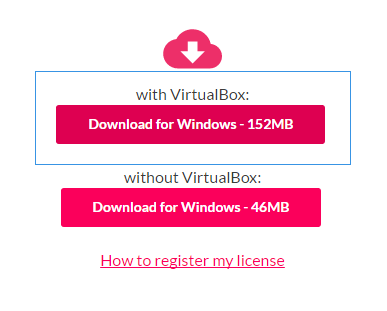 with VirtualBox:
Download for Windows - 152MB
without VirtualBox:
Download for Windows - 46MB
How to register my license